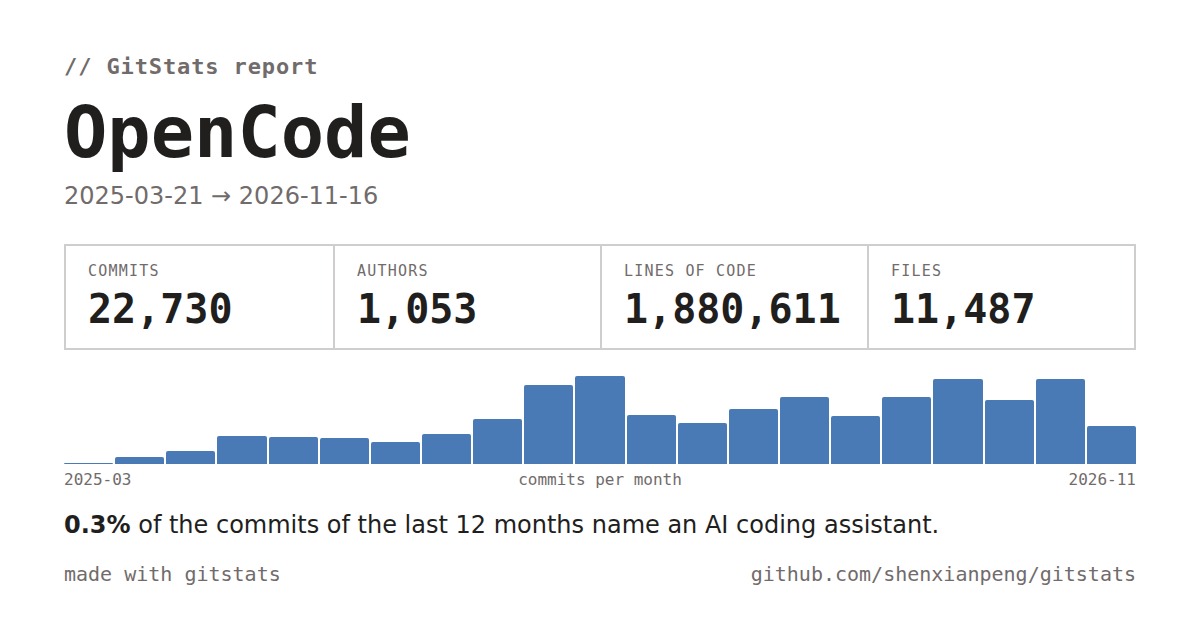 // GitStats report
OpenCode
2025-03-21 → 2026-11-16
COMMITS AUTHORS LINES OF CODE FILES
22,730 1,053 1,880,611 11,487
2025-03 commits per month 2026-11
0.3% of the commits of the last 12 months name an AI coding assistant.
made with gitstats github.com/shenxianpeng/gitstats